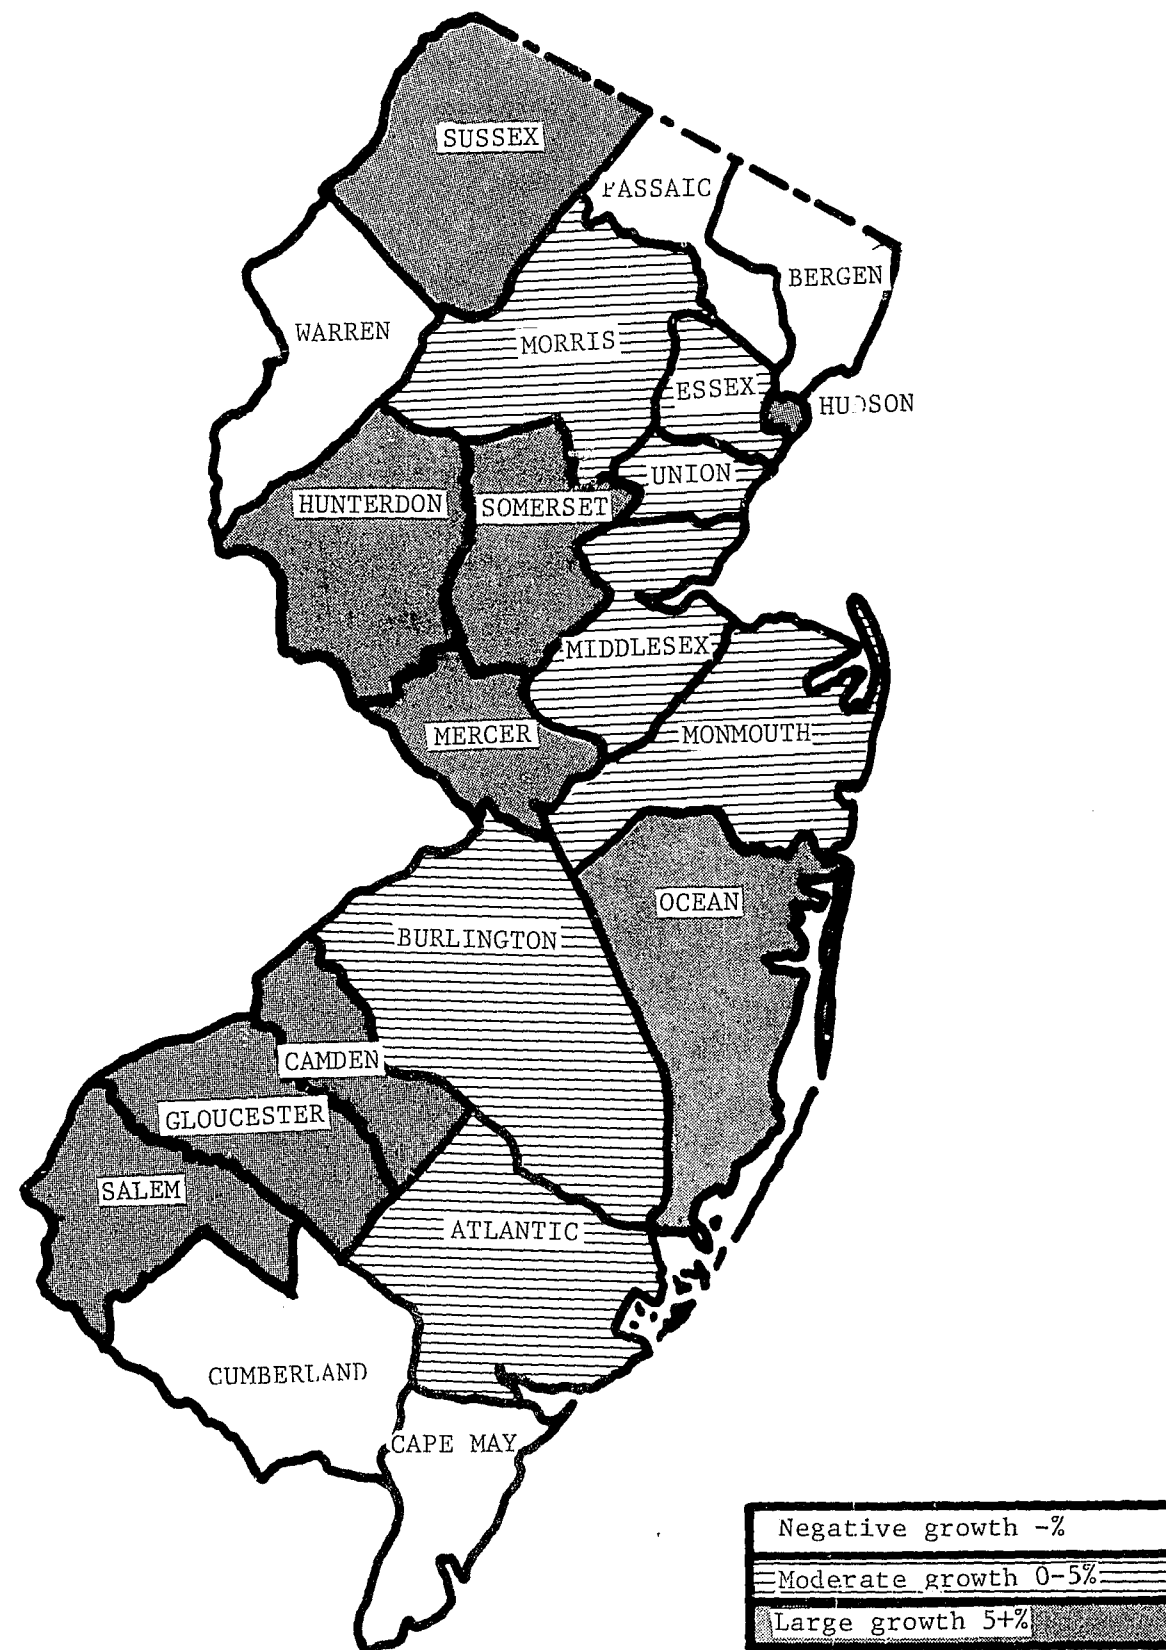 SUSSEX
PASSAIC
BERGEN
WARREN
MORRIS
ESSEX
HUDSON
UNION
HUNTERDON
SOMERSET
MIDDLESEX
MERCER
MONMOUTH
OCEAN
BURLINGTON
CAMDEN
GLOUCESTER
SALEM
ATLANTIC
CUMBERLAND
CAPE MAY
Negative growth -%
Moderate growth 0-5%
Large growth 5+%